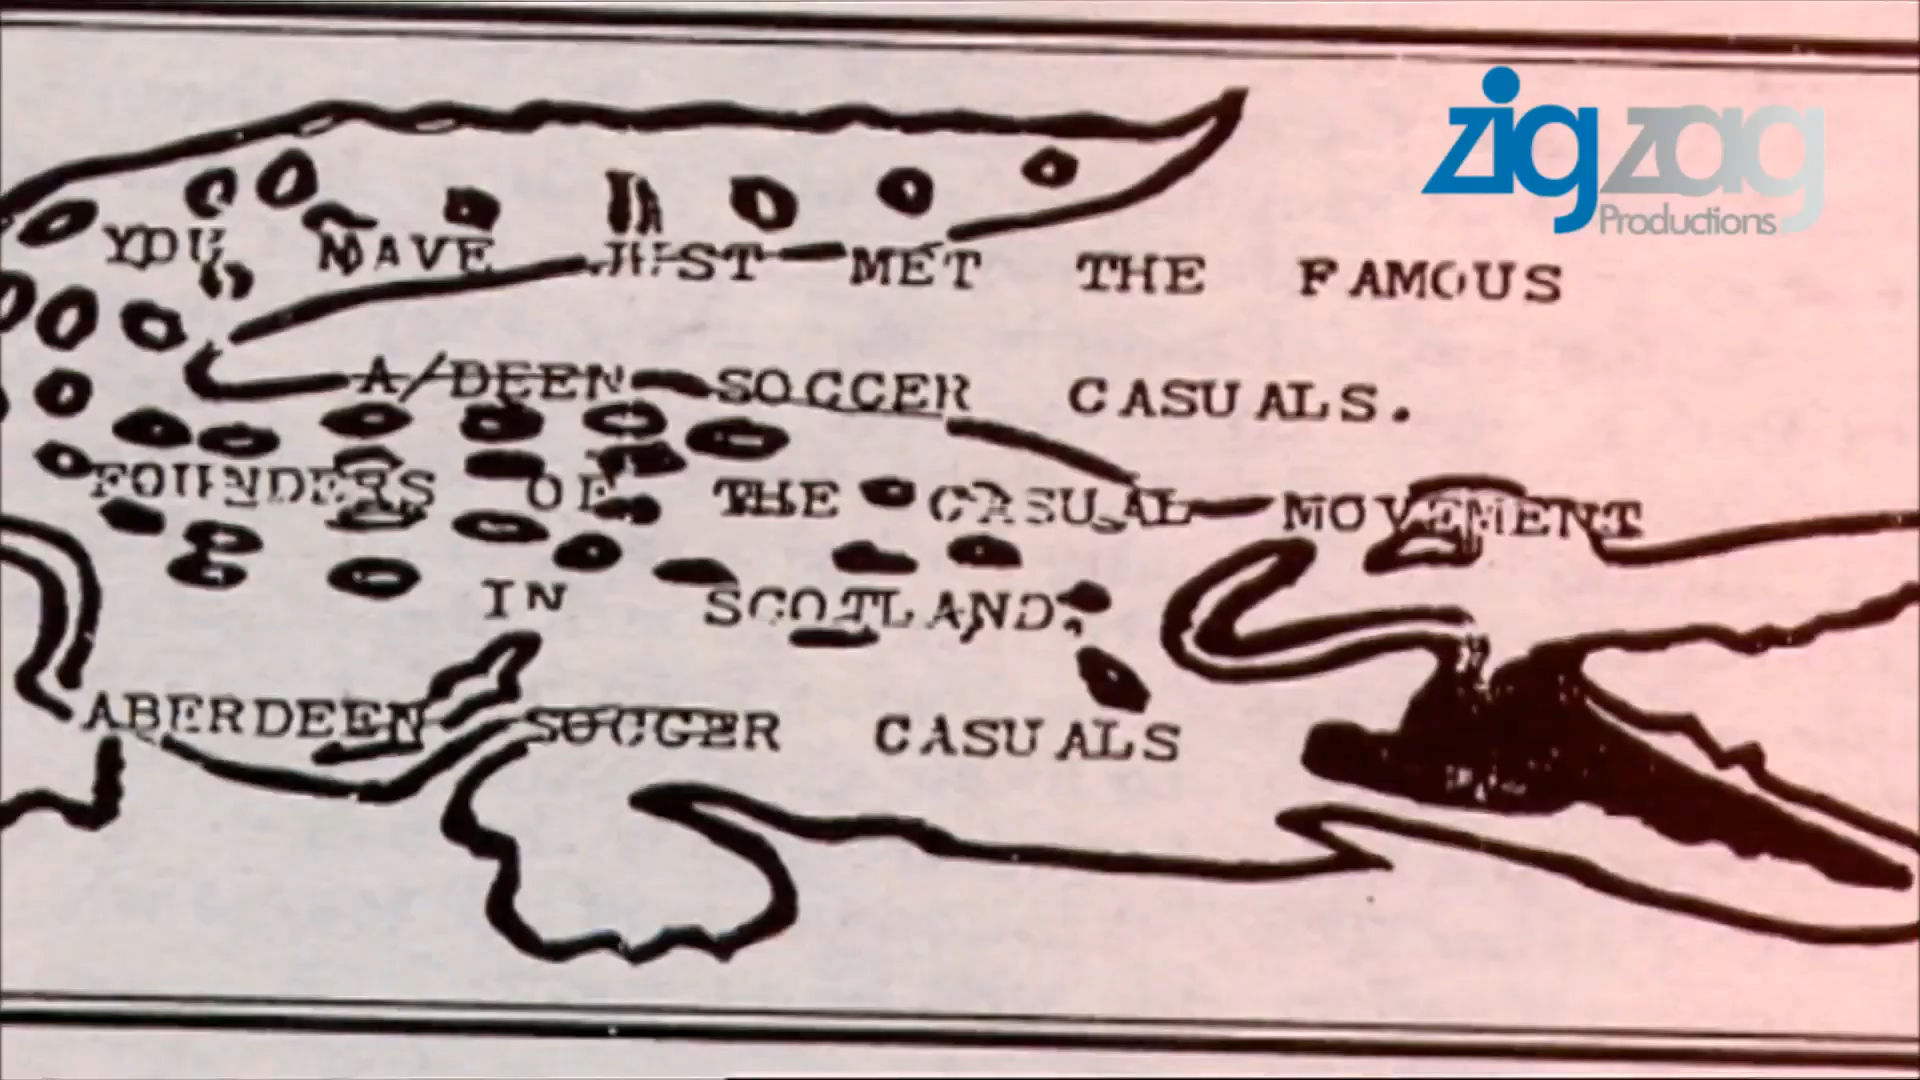 zigzag
Productions
YOU HAVE JUST MET THE FAMOUS
A/DEEN SOCCER CASUALS.
FOUNDERS OF THE CASUAL MOVEMENT
IN SCOTLAND.
ABERDEEN SOCCER CASUALS